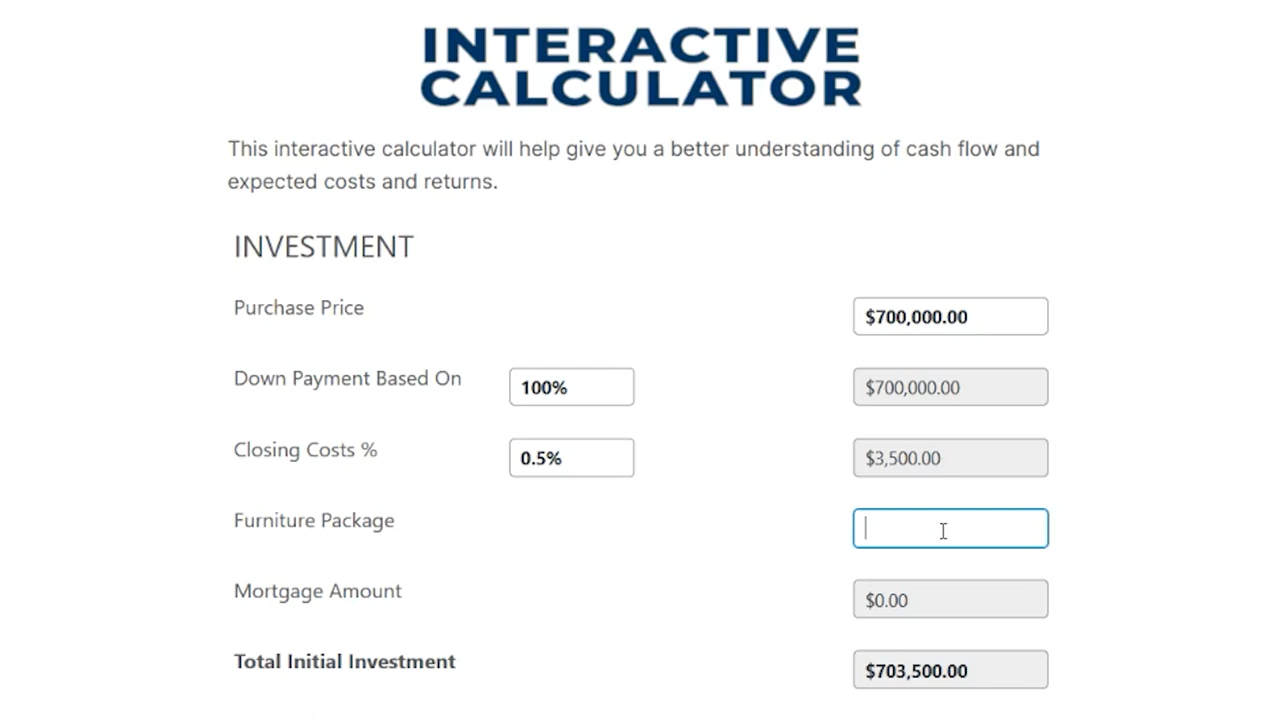 INTERACTIVE
CALCULATOR
This interactive calculator will help give you a better understanding of cash flow and
expected costs and returns.
INVESTMENT
Purchase Price $700,000.00
Down Payment Based On 100% $700,000.00
Closing Costs % 0.5% $3,500.00
Furniture Package
Mortgage Amount $0.00
Total Initial Investment $703,500.00